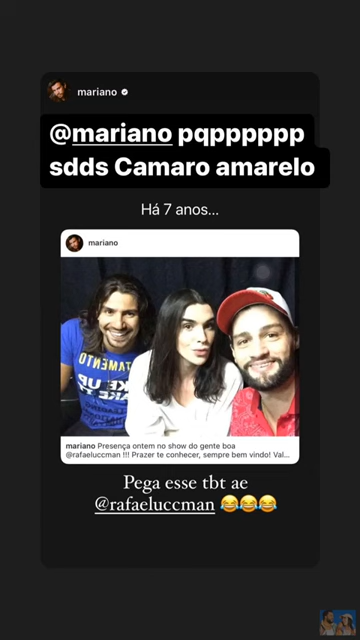 mariano
@mariano pqpppppp
sdds Camaro amarelo
Há 7 anos...
mariano
TAMENTO
mariano Presença ontem no show do gente boa
@rafaeluccman !!! Prazer te conhecer, sempre bem vindo! Val...
Pega esse tbt ae
@rafaeluccman 😂😂😂